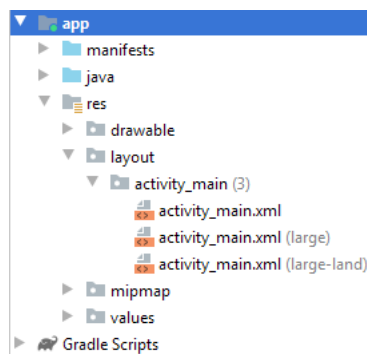 app
manifests
java
res
drawable
layout
activity_main (3)
activity_main.xml
activity_main.xml (large)
activity_main.xml (large-land)
mipmap
values
Gradle Scripts